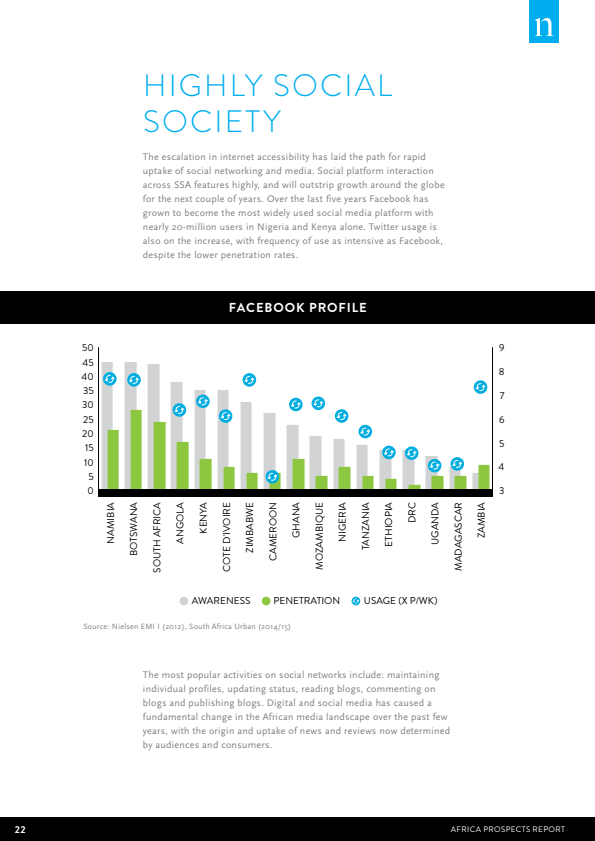 n
HIGHLY SOCIAL
SOCIETY
The escalation in internet accessibility has laid the path for rapid
uptake of social networking and media. Social platform interaction
across SSA features highly, and will outstrip growth around the globe
for the next couple of years. Over the last five years Facebook has
grown to become the most widely used social media platform with
nearly 20-million users in Nigeria and Kenya alone. Twitter usage is
also on the increase, with frequency of use as intensive as Facebook,
despite the lower penetration rates.
FACEBOOK PROFILE
50
45
40
35
30
25
20
15
10
5
0
9
8
7
6
5
4
3
NAMIBIA
BOTSWANA
SOUTH AFRICA
ANGOLA
KENYA
COTE D'IVOIRE
ZIMBABWE
CAMEROON
GHANA
MOZAMBIQUE
NIGERIA
TANZANIA
ETHIOPIA
DRC
UGANDA
MADAGASCAR
ZAMBIA
AWARENESS PENETRATION USAGE (X P/WK)
Source: Nielsen EMI 1 (2012), South Africa Urban (2014/15)
The most popular activities on social networks include: maintaining
individual profiles, updating status, reading blogs, commenting on
blogs and publishing blogs. Digital and social media has caused a
fundamental change in the African media landscape over the past few
years, with the origin and uptake of news and reviews now determined
by audiences and consumers.
22
AFRICA PROSPECTS REPORT